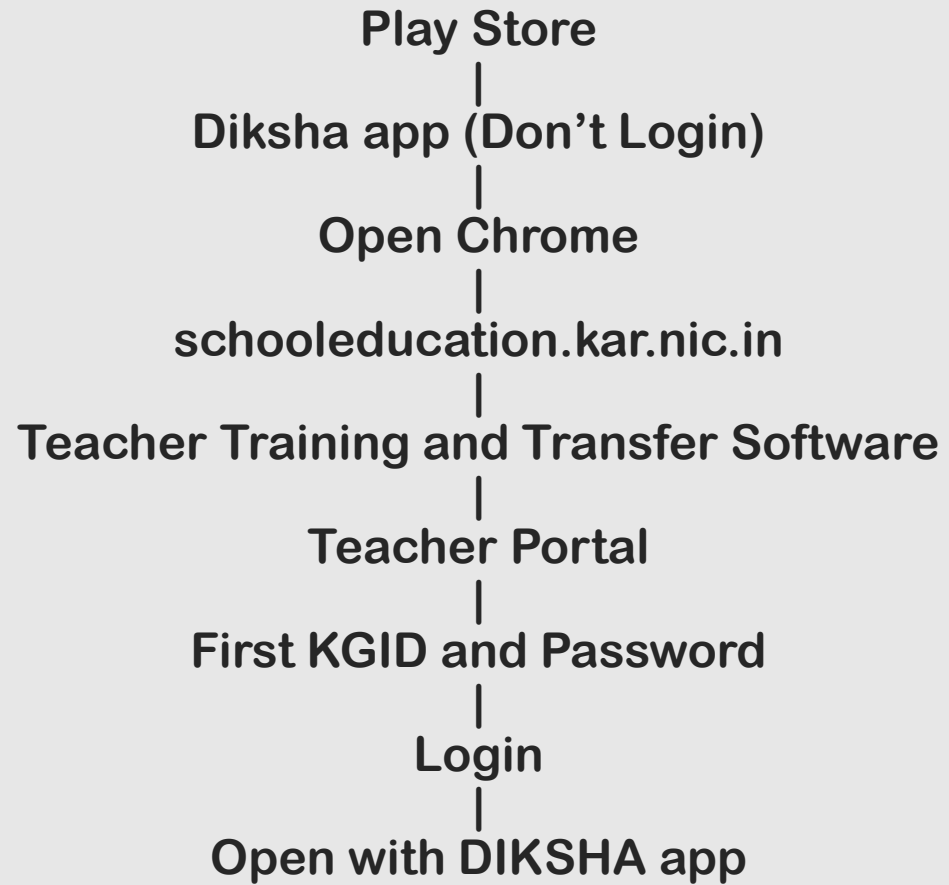 Play Store
Diksha app (Don’t Login)
Open Chrome
schooleducation.kar.nic.in
Teacher Training and Transfer Software
Teacher Portal
First KGID and Password
Login
Open with DIKSHA app